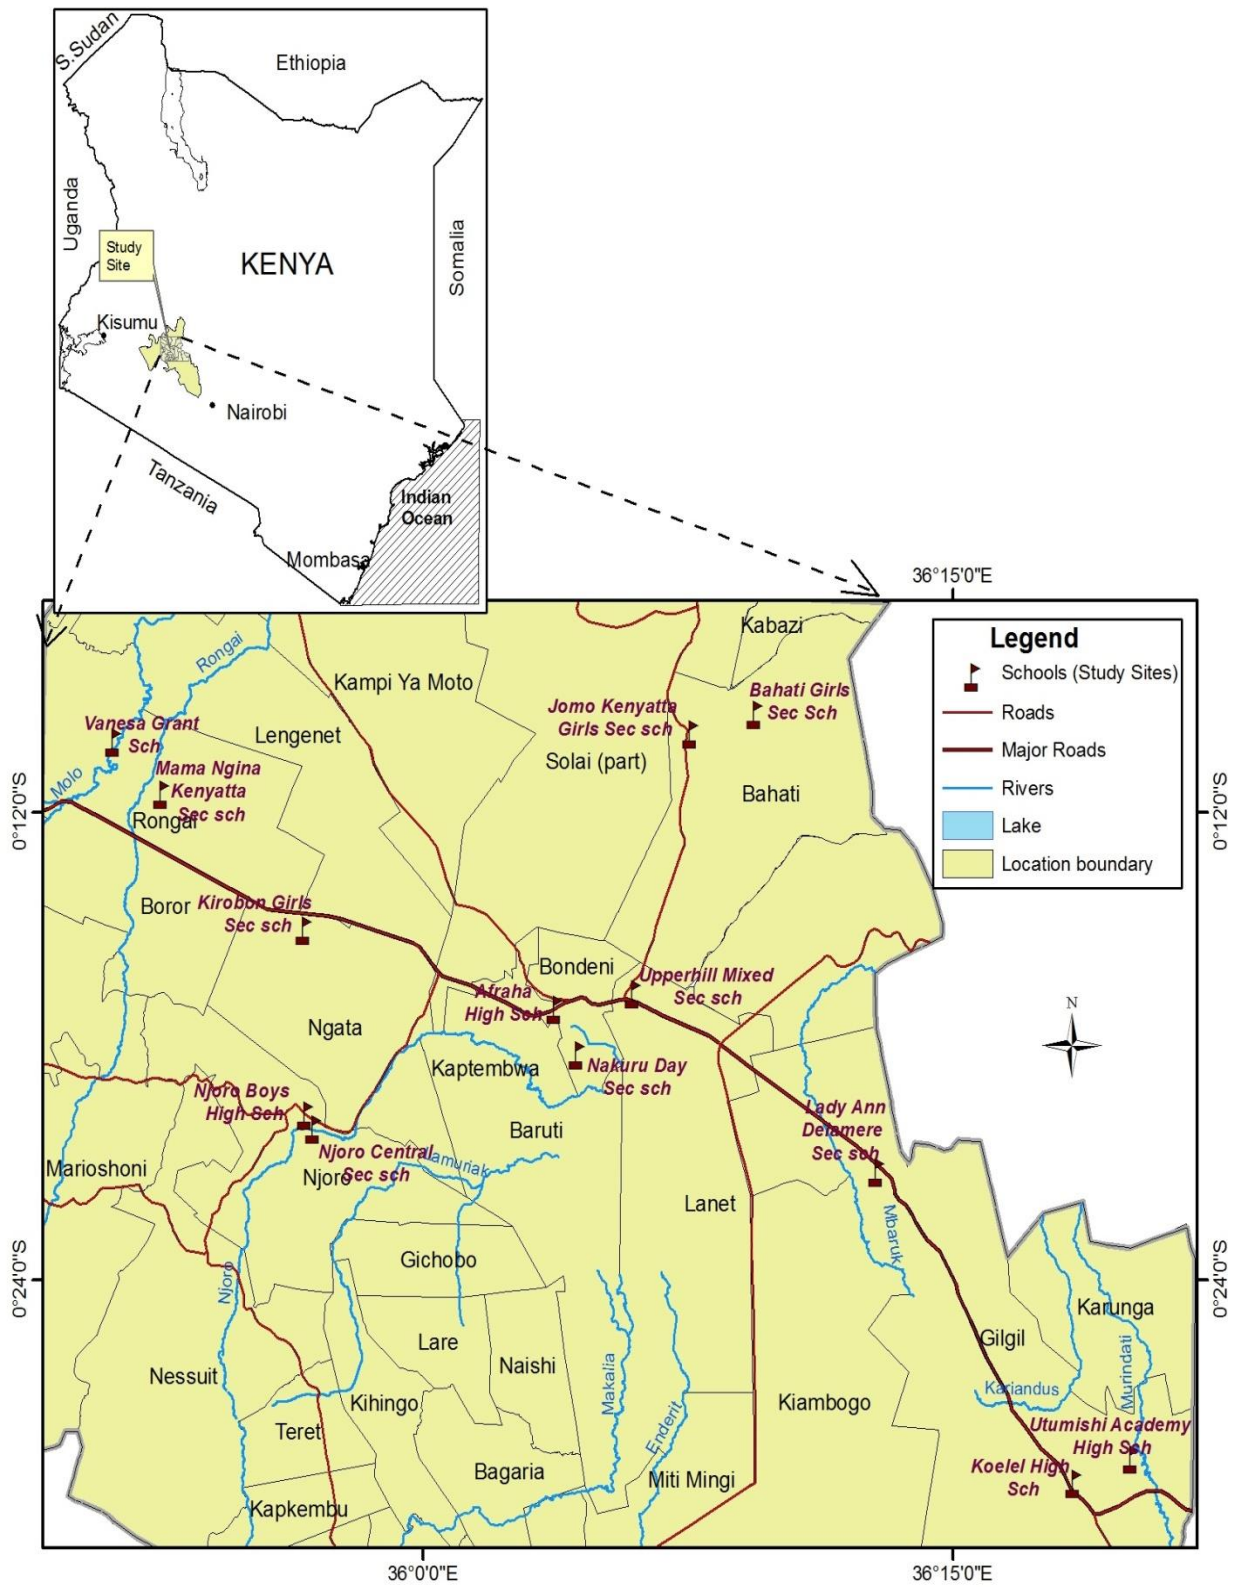 S.Sudan
Ethiopia
Uganda
Study
Site
KENYA
Somalia
Kisumu
Nairobi
Tanzania
Indian
Ocean
Mombasa
36°15'0"E
Legend
Schools (Study Sites)
Roads
Major Roads
Rivers
Lake
Location boundary
N
Kabazi
Rongai
Kampi Ya Moto
Bahati Girls
Sec Sch
Jomo Kenyatta
Girls Sec sch
Vanesa Grant
Sch
Lengenet
Solai (part)
Molo
Mama Ngina
Kenyatta
Sec sch
Bahati
Rongai
0°12'0"S
0°12'0"S
Boror
Kirobon Girls
Sec sch
Bondeni
Upperhill Mixed
Sec sch
Afraha
High Sch
Ngata
Kaptembwa
Nakuru Day
Sec sch
Njoro Boys
High Sch
Lady Ann
Delamere
Sec sch
Baruti
Njoro Central
Sec sch
Marioshoni
Njoro
Lamuriak
Lanet
Mbaruk
Gichobo
Njoro
0°24'0"S
0°24'0"S
Karunga
Gilgil
Lare
Naishi
Nessuit
Makalia
Kariandus
Murindati
Kihingo
Kiambogo
Enderit
Teret
Utumishi Academy
High Sch
Bagaria
Miti Mingi
Koelel High
Sch
Kapkembu
36°0'0"E
36°15'0"E